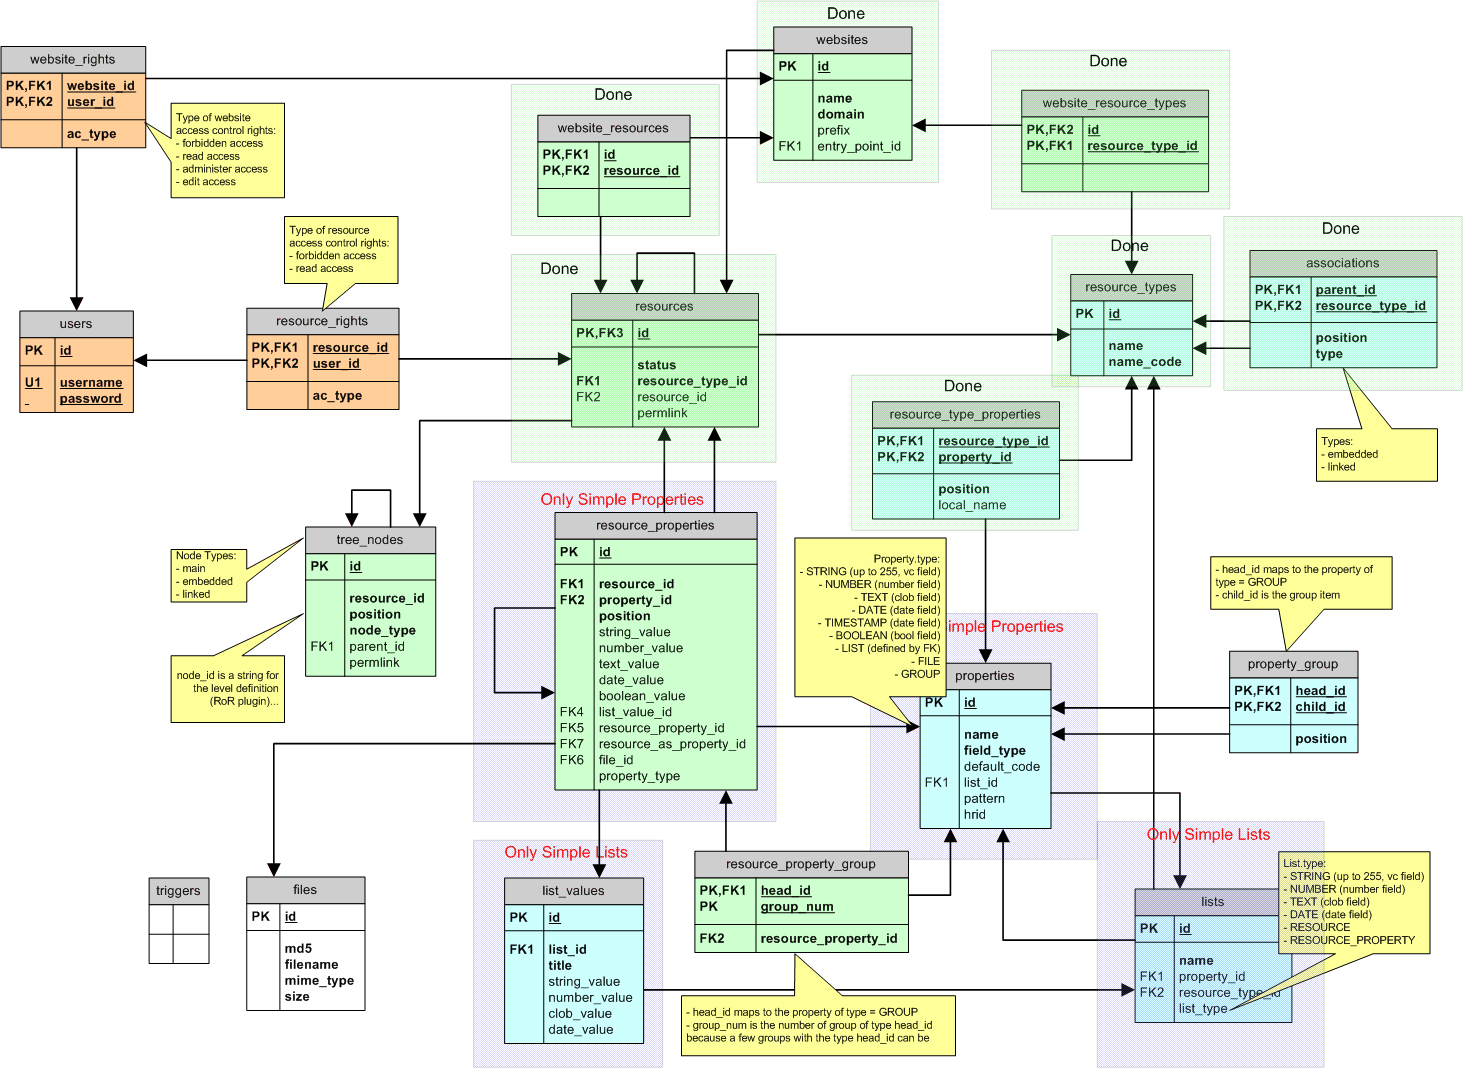 Done
websites
PK id
name
domain
prefix
FK1 entry_point_id
website_rights
PK,FK1 website_id
PK,FK2 user_id
ac_type
Type of website
access control rights:
- forbidden access
- read access
- administer access
- edit access
Done
website_resources
PK,FK1 id
PK,FK2 resource_id
Done
website_resource_types
PK,FK2 id
PK,FK1 resource_type_id
Type of resource
access control rights:
- forbidden access
- read access
users
PK id
U1 username
password
resource_rights
PK,FK1 resource_id
PK,FK2 user_id
ac_type
Done
resources
PK,FK3 id
status
FK1 resource_type_id
FK2 resource_id
permlink
Done
resource_types
PK id
name
name_code
Done
associations
PK,FK1 parent_id
PK,FK2 resource_type_id
position
type
Types:
- embedded
- linked
Done
resource_type_properties
PK,FK1 resource_type_id
PK,FK2 property_id
position
local_name
Node Types:
- main
- embedded
- linked
node_id is a string for
the level definition
(RoR plugin)...
tree_nodes
PK id
resource_id
position
node_type
FK1 parent_id
permlink
Only Simple Properties
resource_properties
PK id
FK1 resource_id
FK2 property_id
position
string_value
number_value
text_value
date_value
boolean_value
FK4 list_value_id
FK5 resource_property_id
FK7 resource_as_property_id
FK6 file_id
property_type
Property.type:
- STRING (up to 255, vc field)
- NUMBER (number field)
- TEXT (clob field)
- DATE (date field)
- TIMESTAMP (date field)
- BOOLEAN (bool field)
- LIST (defined by FK)
- FILE
- GROUP
imple Properties
properties
PK id
name
field_type
default_code
FK1 list_id
pattern
hrid
- head_id maps to the property of
type = GROUP
- child_id is the group item
property_group
PK,FK1 head_id
PK,FK2 child_id
position
triggers
files
PK id
md5
filename
mime_type
size
Only Simple Lists
list_values
PK id
FK1 list_id
title
string_value
number_value
clob_value
date_value
resource_property_group
PK,FK1 head_id
PK group_num
FK2 resource_property_id
- head_id maps to the property of type = GROUP
- group_num is the number of group of type head_id
because a few groups with the type head_id can be
Only Simple Lists
List.type:
- STRING (up to 255, vc field)
- NUMBER (number field)
- TEXT (clob field)
- DATE (date field)
- RESOURCE
- RESOURCE_PROPERTY
lists
PK id
name
FK1 property_id
FK2 resource_type_id
list_type